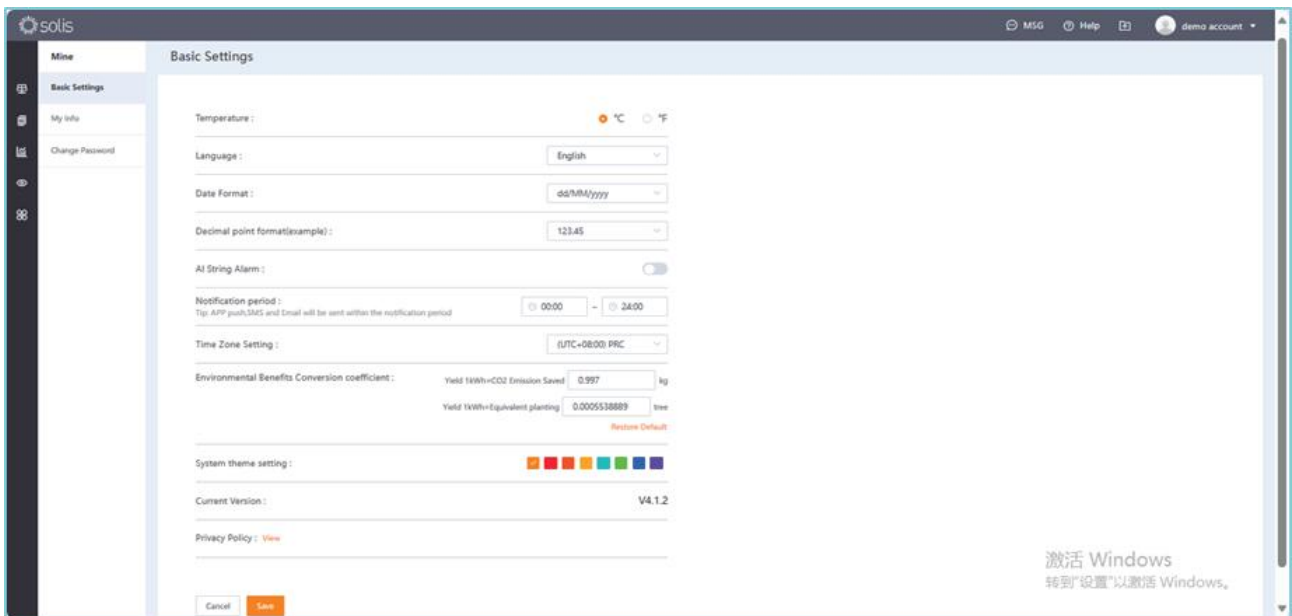 solis
MSG Help demo account
Mine
Basic Settings
Basic Settings
My Info
Change Password
Temperature : °C °F
Language : English
Date Format : dd/MM/yyyy
Decimal point format(example) : 123.45
AI String Alarm :
Notification period : 00:00 ~ 24:00
Tip: APP push,SMS and Email will be sent within the notification period
Time Zone Setting : (UTC+08:00) PRC
Environmental Benefits Conversion coefficient : Yield 1kWh=CO2 Emission Saved 0.997 kg
Yield 1kWh=Equivalent planting 0.0005538889 tree
Restore Default
System theme setting :
Current Version : V4.1.2
Privacy Policy : View
Cancel Save
激活 Windows
转到"设置"以激活 Windows。